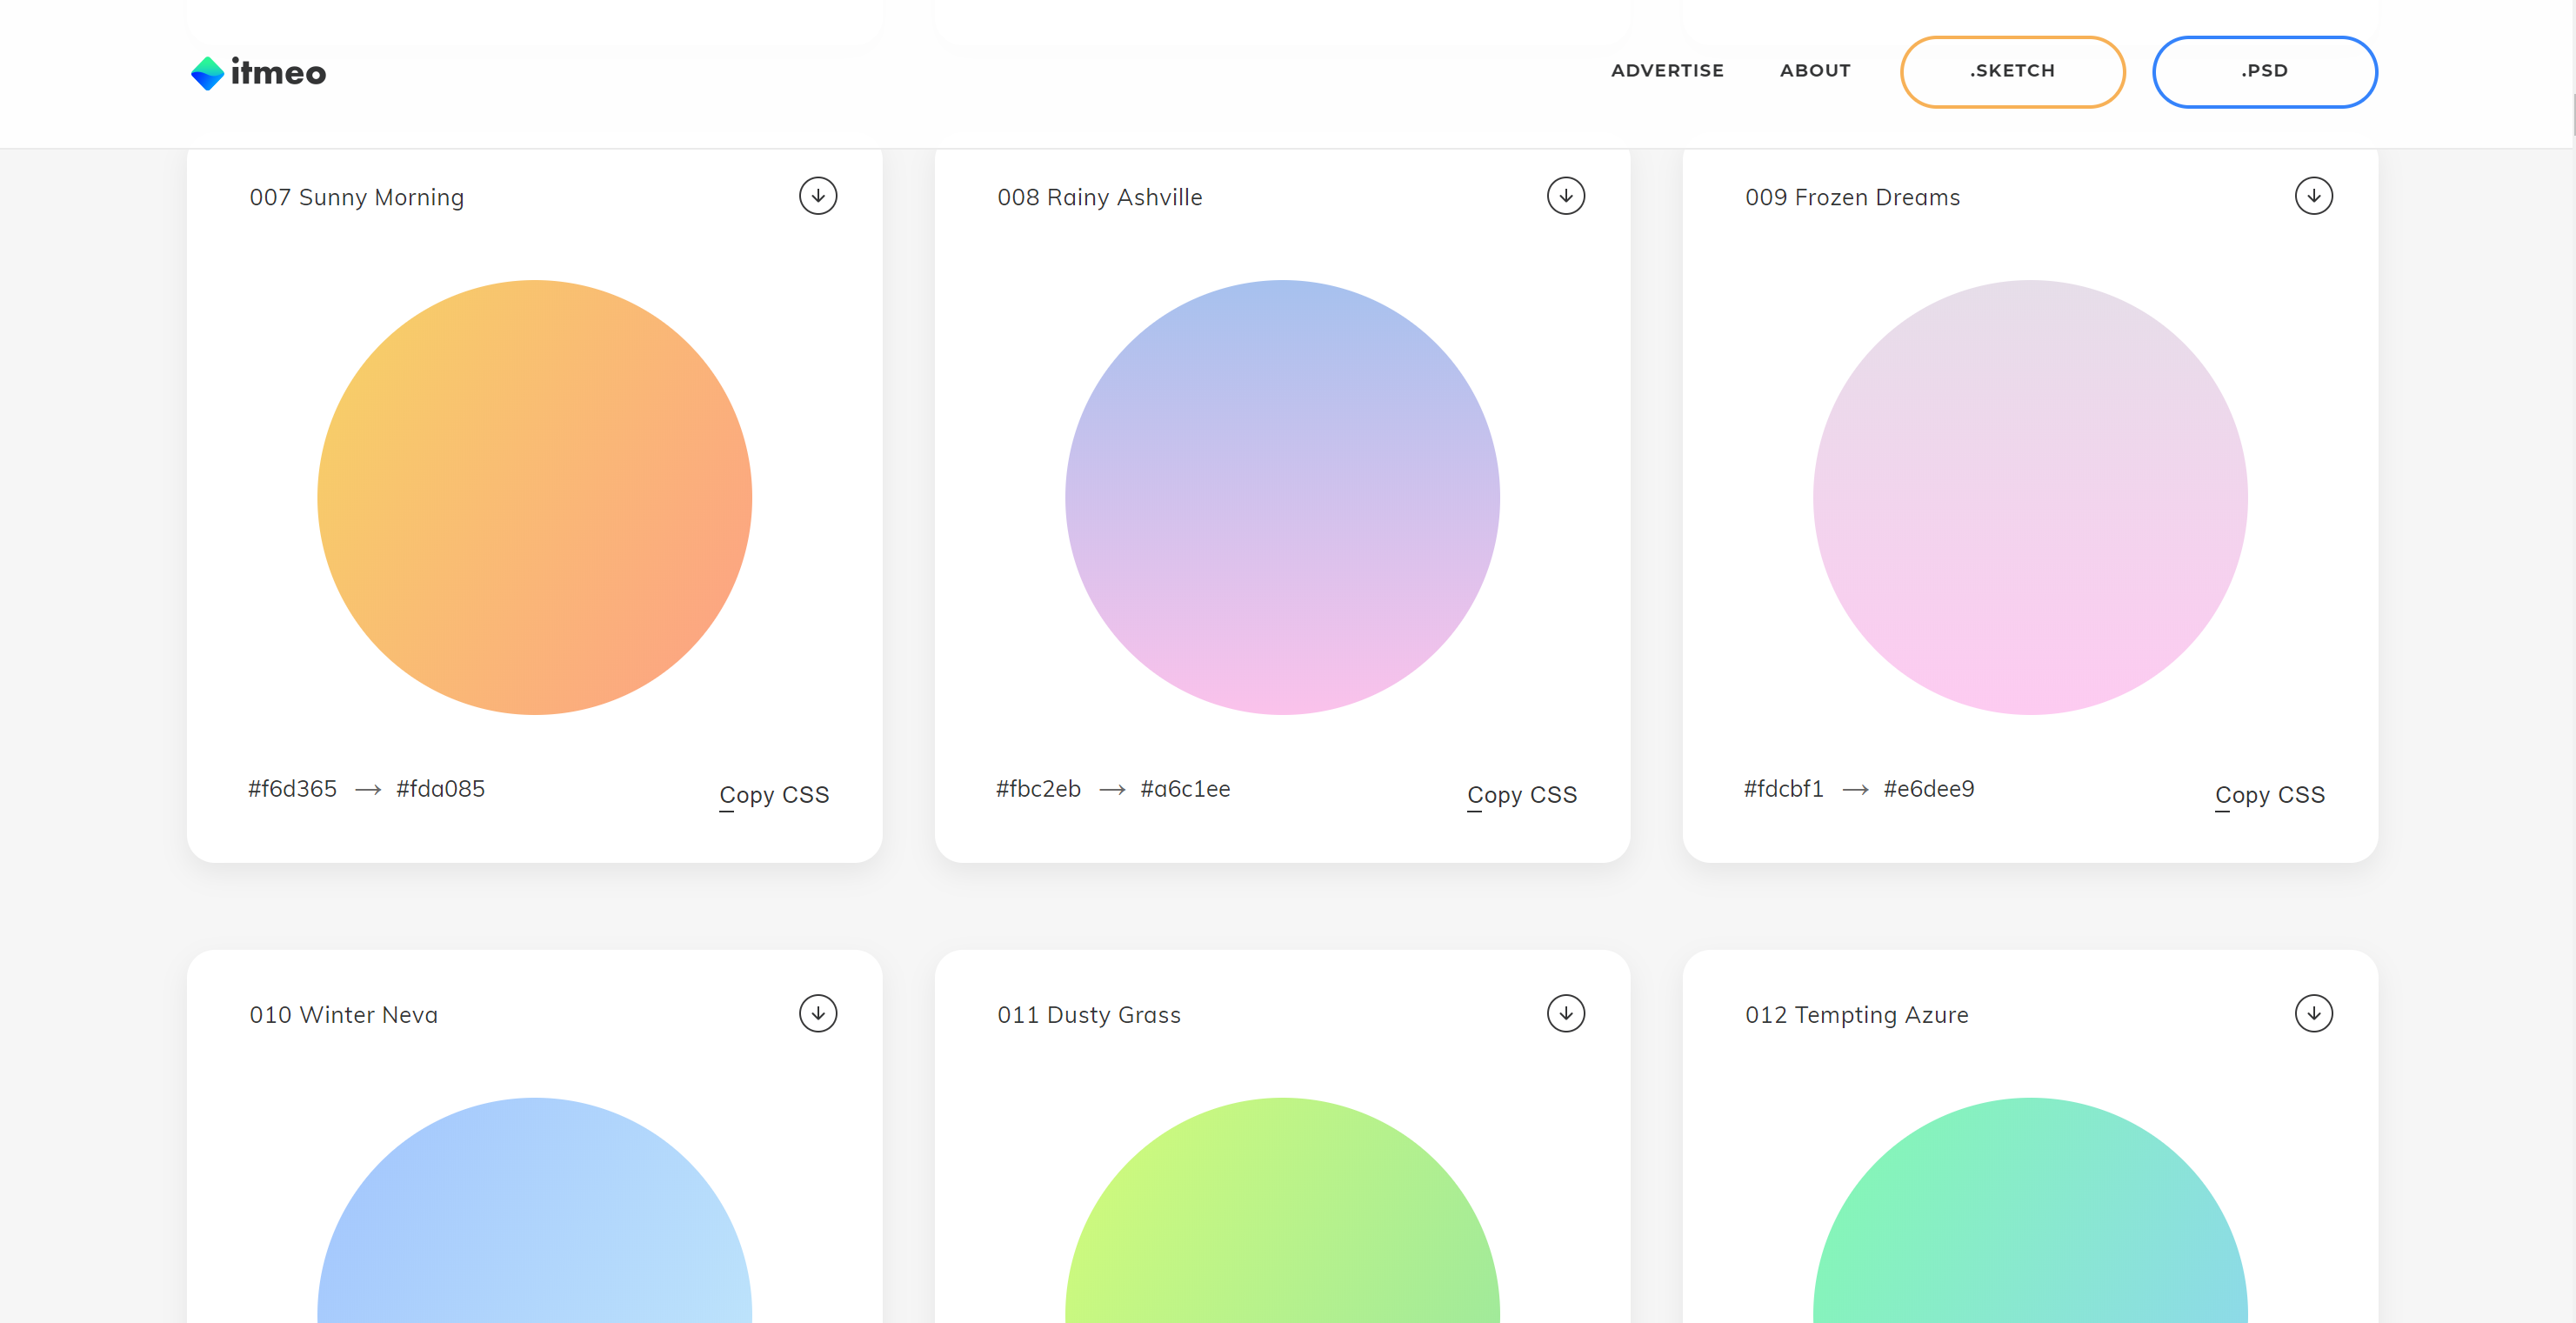 itmeo
ADVERTISE
ABOUT
.SKETCH
.PSD
007 Sunny Morning
008 Rainy Ashville
009 Frozen Dreams
#f6d365 → #fda085
Copy CSS
#fbc2eb → #a6c1ee
Copy CSS
#fdcbf1 → #e6dee9
Copy CSS
010 Winter Neva
011 Dusty Grass
012 Tempting Azure